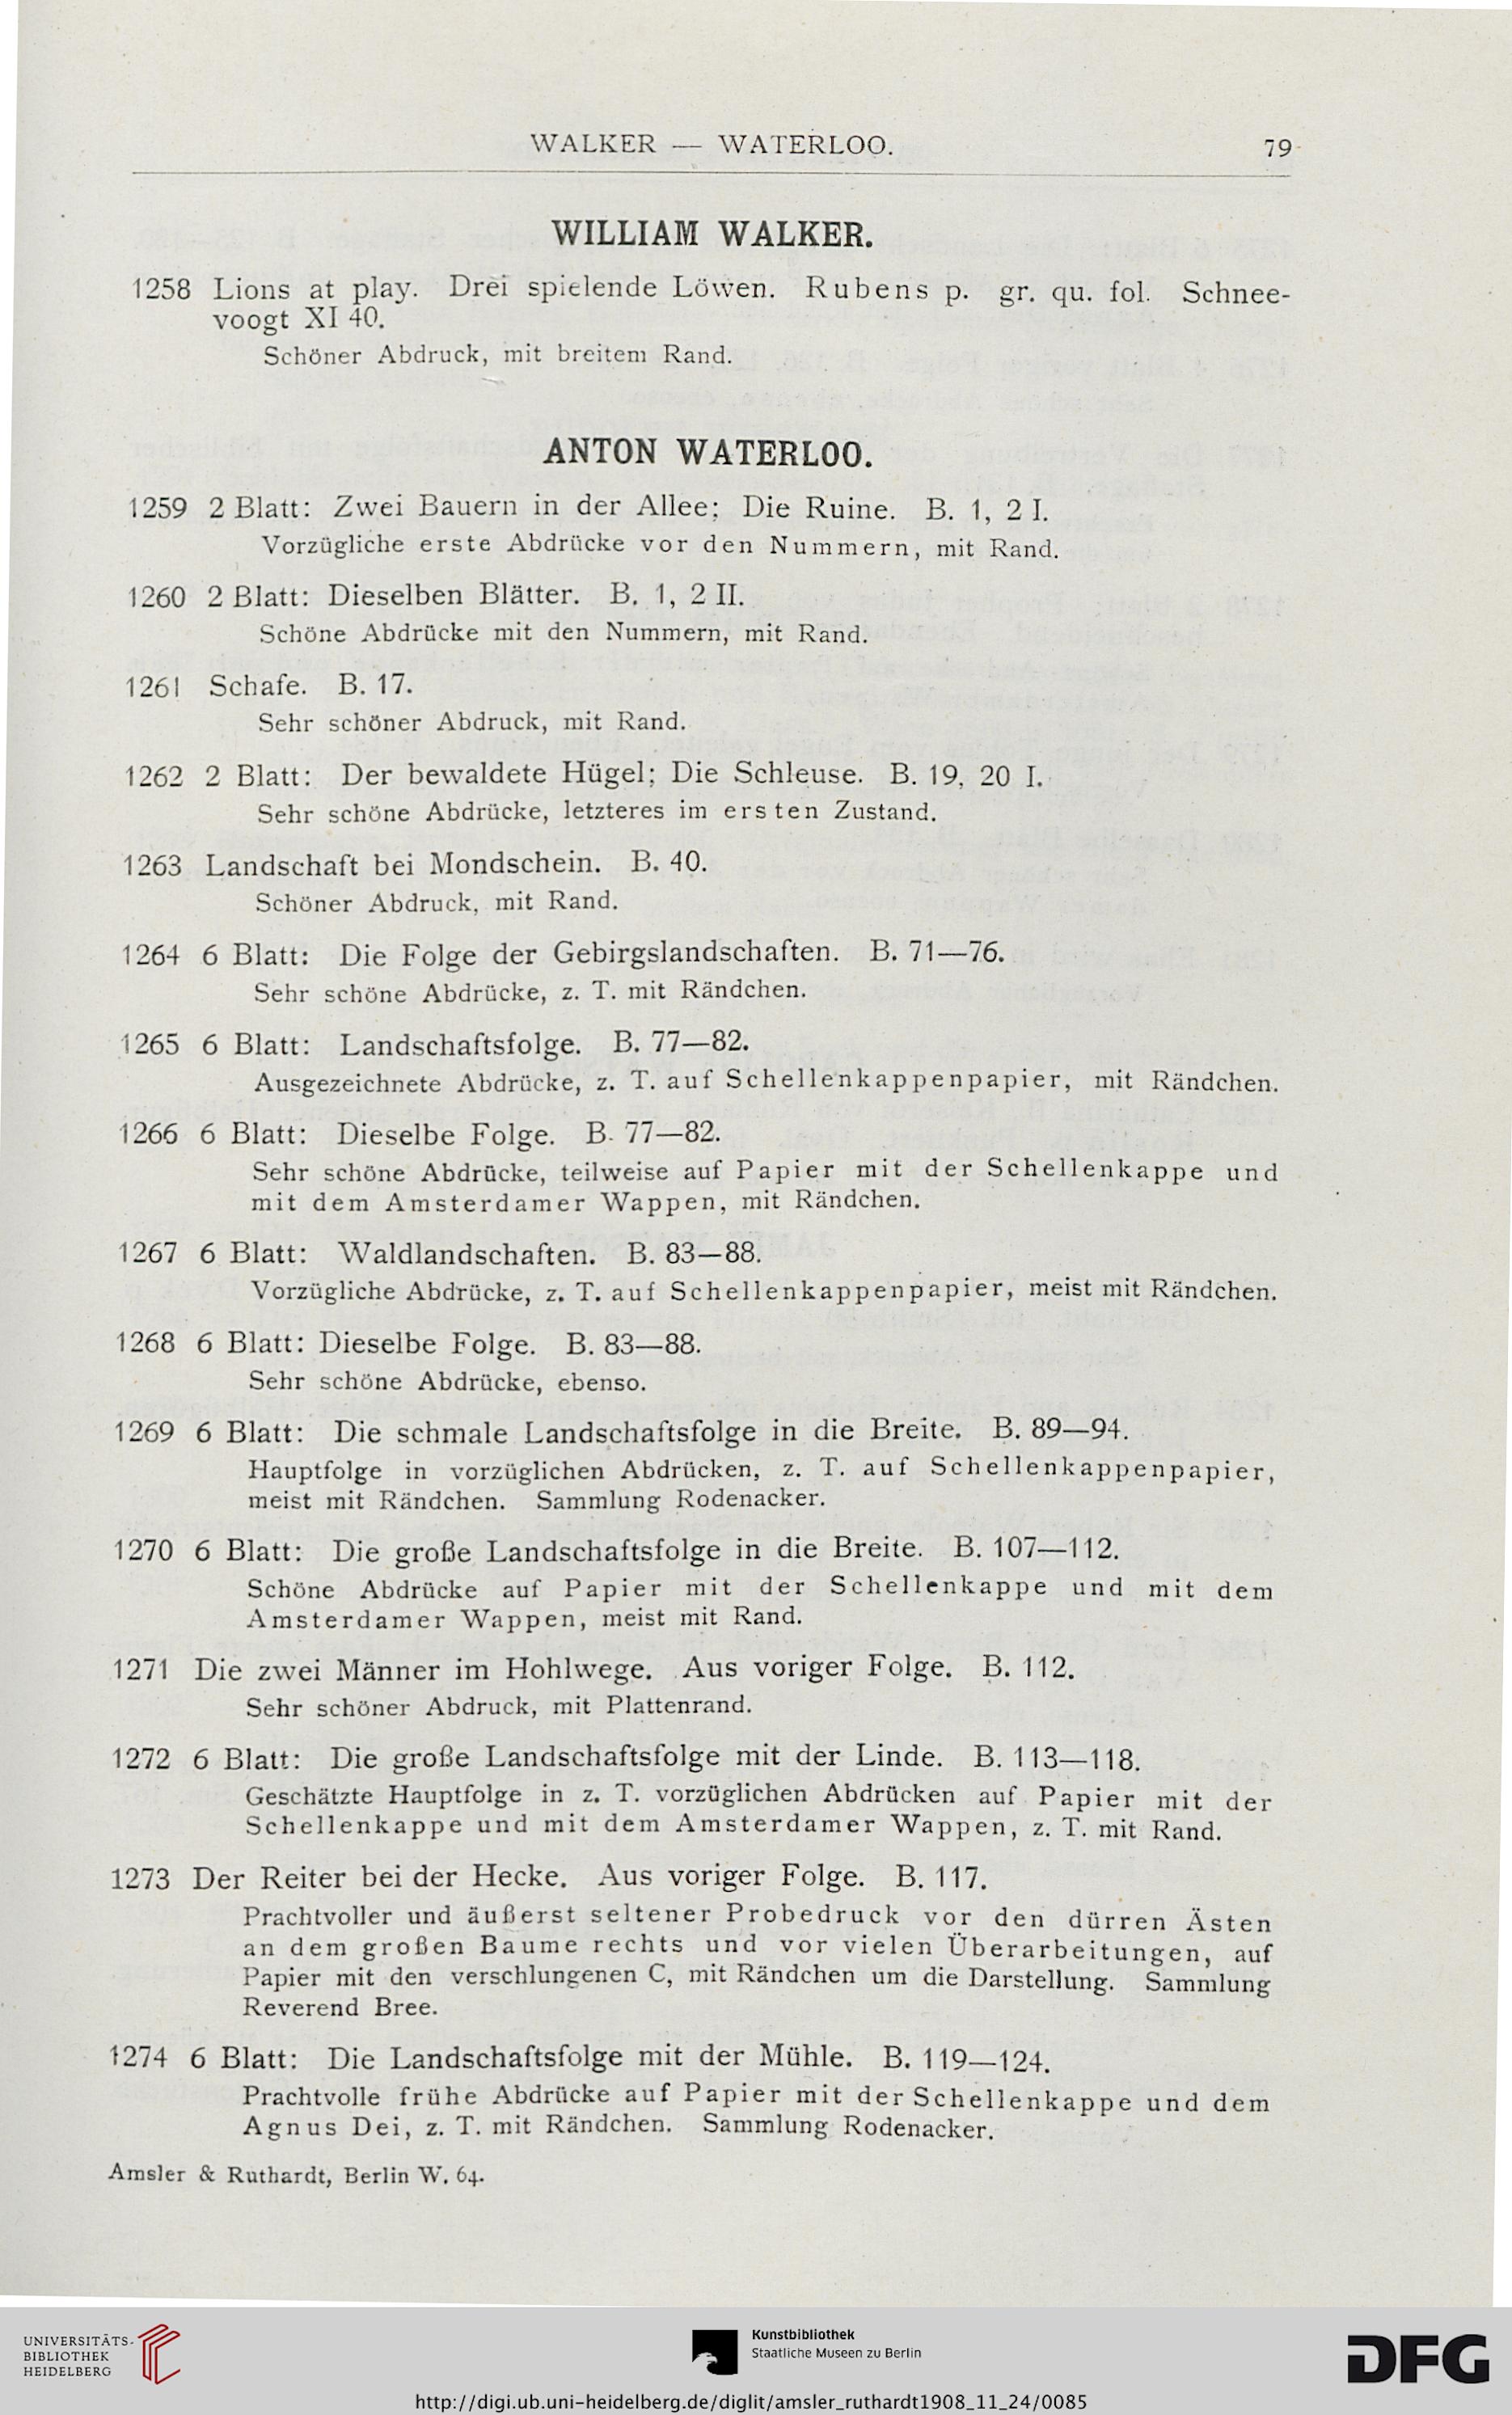 WALKER — WATERLOO. 79
WILLIAM WALKER.
1258 Lions at play. Drei spielende Löwen. Rubens p. gr. qu. fol. Schnee-
voogt XI 40.
Schöner Abdruck, mit breitem Rand.
ANTON WATERLOO.
1259 2 Blatt: Zwei Bauern in der Allee; Die Ruine. B. 1, 2 I.
Vorzügliche erste Abdrücke vor den Nummern, mit Rand.
1260 2 Blatt: Dieselben Blätter. B. 1, 2 II.
Schöne Abdrücke mit den Nummern, mit Rand.
1261 Schafe. B. 17.
Sehr schöner Abdruck, mit Rand.
1262 2 Blatt: Der bewaldete Hügel; Die Schleuse. B. 19, 20 I.
Sehr schöne Abdrücke, letzteres im ersten Zustand.
1263 Landschaft bei Mondschein. B. 40.
Schöner Abdruck, mit Rand.
1264 6 Blatt: Die Folge der Gebirgslandschaften. B. 71—76.
Sehr schöne Abdrücke, z. T. mit Rändchen.
1265 6 Blatt: Landschaftsfolge. B. 77—82.
Ausgezeichnete Abdrücke, z. T. auf Schellenkappenpapier, mit Rändchen.
1266 6 Blatt: Dieselbe Folge. B. 77—82.
Sehr schöne Abdrücke, teilweise auf Papier mit der Schellenkappe und
mit dem Amsterdamer Wappen, mit Rändchen.
1267 6 Blatt: Waldlandschaften. B. 83—88.
Vorzügliche Abdrücke, z. T. auf Schellenkappenpapier, meist mit Rändchen.
1268 6 Blatt: Dieselbe Folge. B. 83—88.
Sehr schöne Abdrücke, ebenso.
1269 6 Blatt: Die schmale Landschaftsfolge in die Breite. B. 89—94.
Hauptfolge in vorzüglichen Abdrücken, z. T. auf Schellenkappenpapier,
meist mit Rändchen. Sammlung Rodenacker.
1270 6 Blatt: Die große Landschaftsfolge in die Breite. B. 107—112.
Schöne Abdrücke auf Papier mit der Schellenkappe und mit dem
Amsterdamer Wappen, meist mit Rand.
1271 Die zwei Männer im Hohlwege. Aus voriger Folge. B. 112.
Sehr schöner Abdruck, mit Plattenrand.
1272 6 Blatt: Die große Landschaftsfolge mit der Linde. B. 113—118.
Geschätzte Hauptfolge in z. T. vorzüglichen Abdrücken auf Papier mit der
Schellenkappe und mit dem Amsterdamer Wappen, z. T. mit Rand.
1273 Der Reiter bei der Hecke. Aus voriger Folge. B. 117.
Prachtvoller und äußerst seltener Probedruck vor den dürren Ästen
an dem großen Baume rechts und vor vielen Überarbeitungen, auf
Papier mit den verschlungenen C, mit Rändchen um die Darstellung. Sammlung
Reverend Bree.
1274 6 Blatt: Die Landschaftsfolge mit der Mühle. B. 119—124.
Prachtvolle frühe Abdrücke auf Papier mit der Schellenkappe und dem
Agnus Dei, z. T. mit Rändchen. Sammlung Rodenacker.
Amsler & Ruthardt, Berlin W. 64.
UNIVERSITÄTS-
BIBLIOTHEK
HEIDELBERG
Kunstbibliothek
Staatliche Museen zu Berlin
DFG
http://digi.ub.uni-heidelberg.de/diglit/amsler_ruthardt1908_11_24/0085